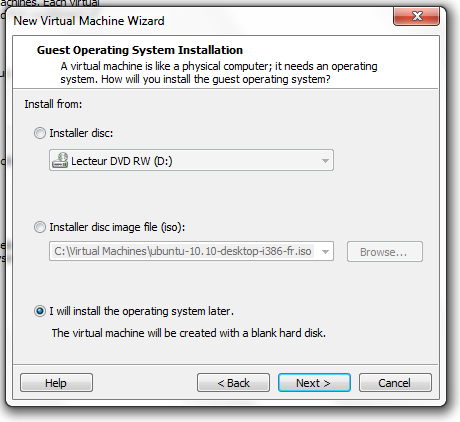 achines. Each virtual
New Virtual Machine Wizard
Guest Operating System Installation
A virtual machine is like a physical computer; it needs an operating
system. How will you install the guest operating system?
Install from:
Installer disc:
Lecteur DVD RW (D:)
Installer disc image file (iso):
C:\Virtual Machines\ubuntu-10.10-desktop-i386-fr.iso
Browse...
I will install the operating system later.
The virtual machine will be created with a blank hard disk.
Help
< Back
Next >
Cancel